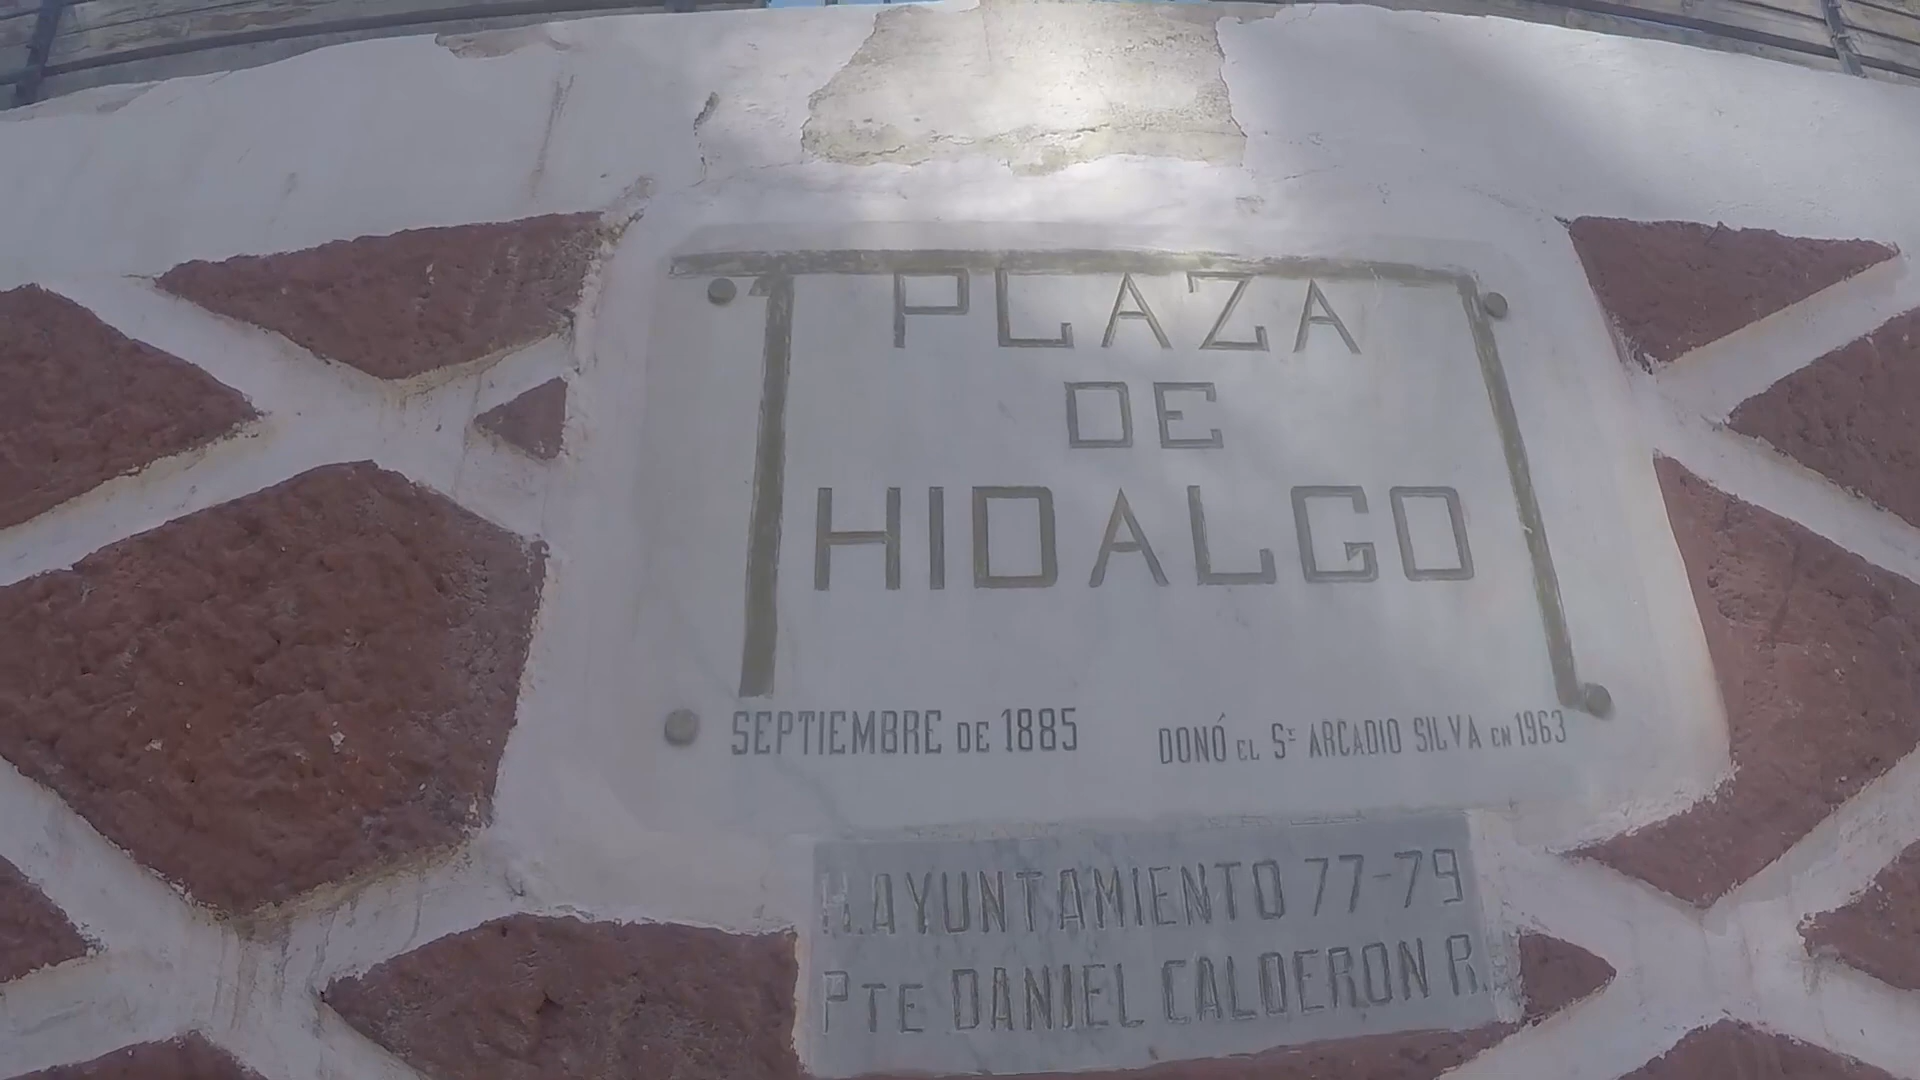 PLAZA
DE
HIDALGO
SEPTIEMBRE DE 1885 DONÓ EL Sr ARCADIO SILVA EN 1963
H. AYUNTAMIENTO 77-79
PTE DANIEL CALDERON R.